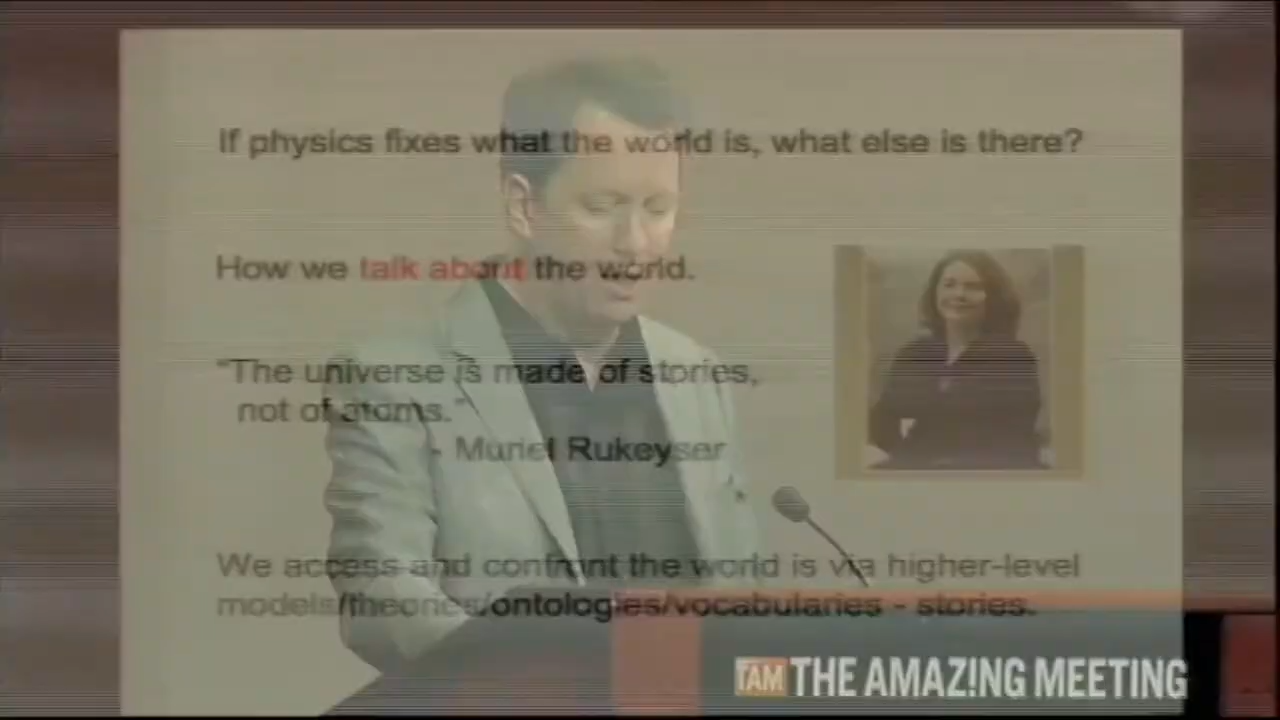 If physics fixes what the world is, what else is there?
How we talk about the world.
"The universe is made of stories,
not of atoms."
- Muriel Rukeyser
We access and confront the world is via higher-level
models/theories/ontologies/vocabularies - stories.
TAM THE AMAZ!NG MEETING